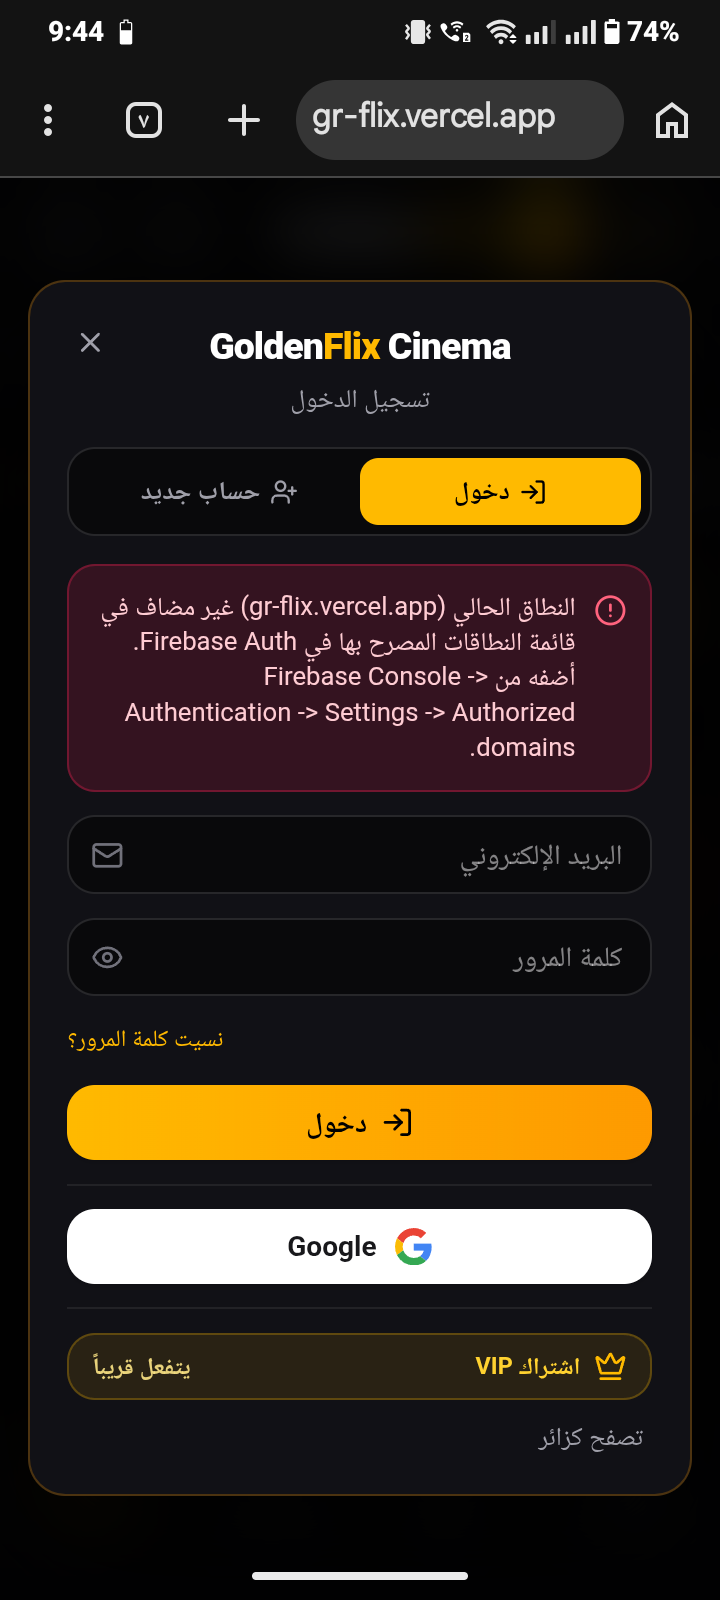 9:44
74%
٧
gr-flix.vercel.app
GoldenFlix Cinema
تسجيل الدخول
دخول
حساب جديد
النطاق الحالي (gr-flix.vercel.app) غير مضاف في
قائمة النطاقات المصرح بها في Firebase Auth.
أضفه من Firebase Console ->
Authentication -> Settings -> Authorized
domains.
البريد الإلكتروني
كلمة المرور
نسيت كلمة المرور؟
دخول
Google
اشتراك VIP
يتفعل قريباً
تصفح كزائر